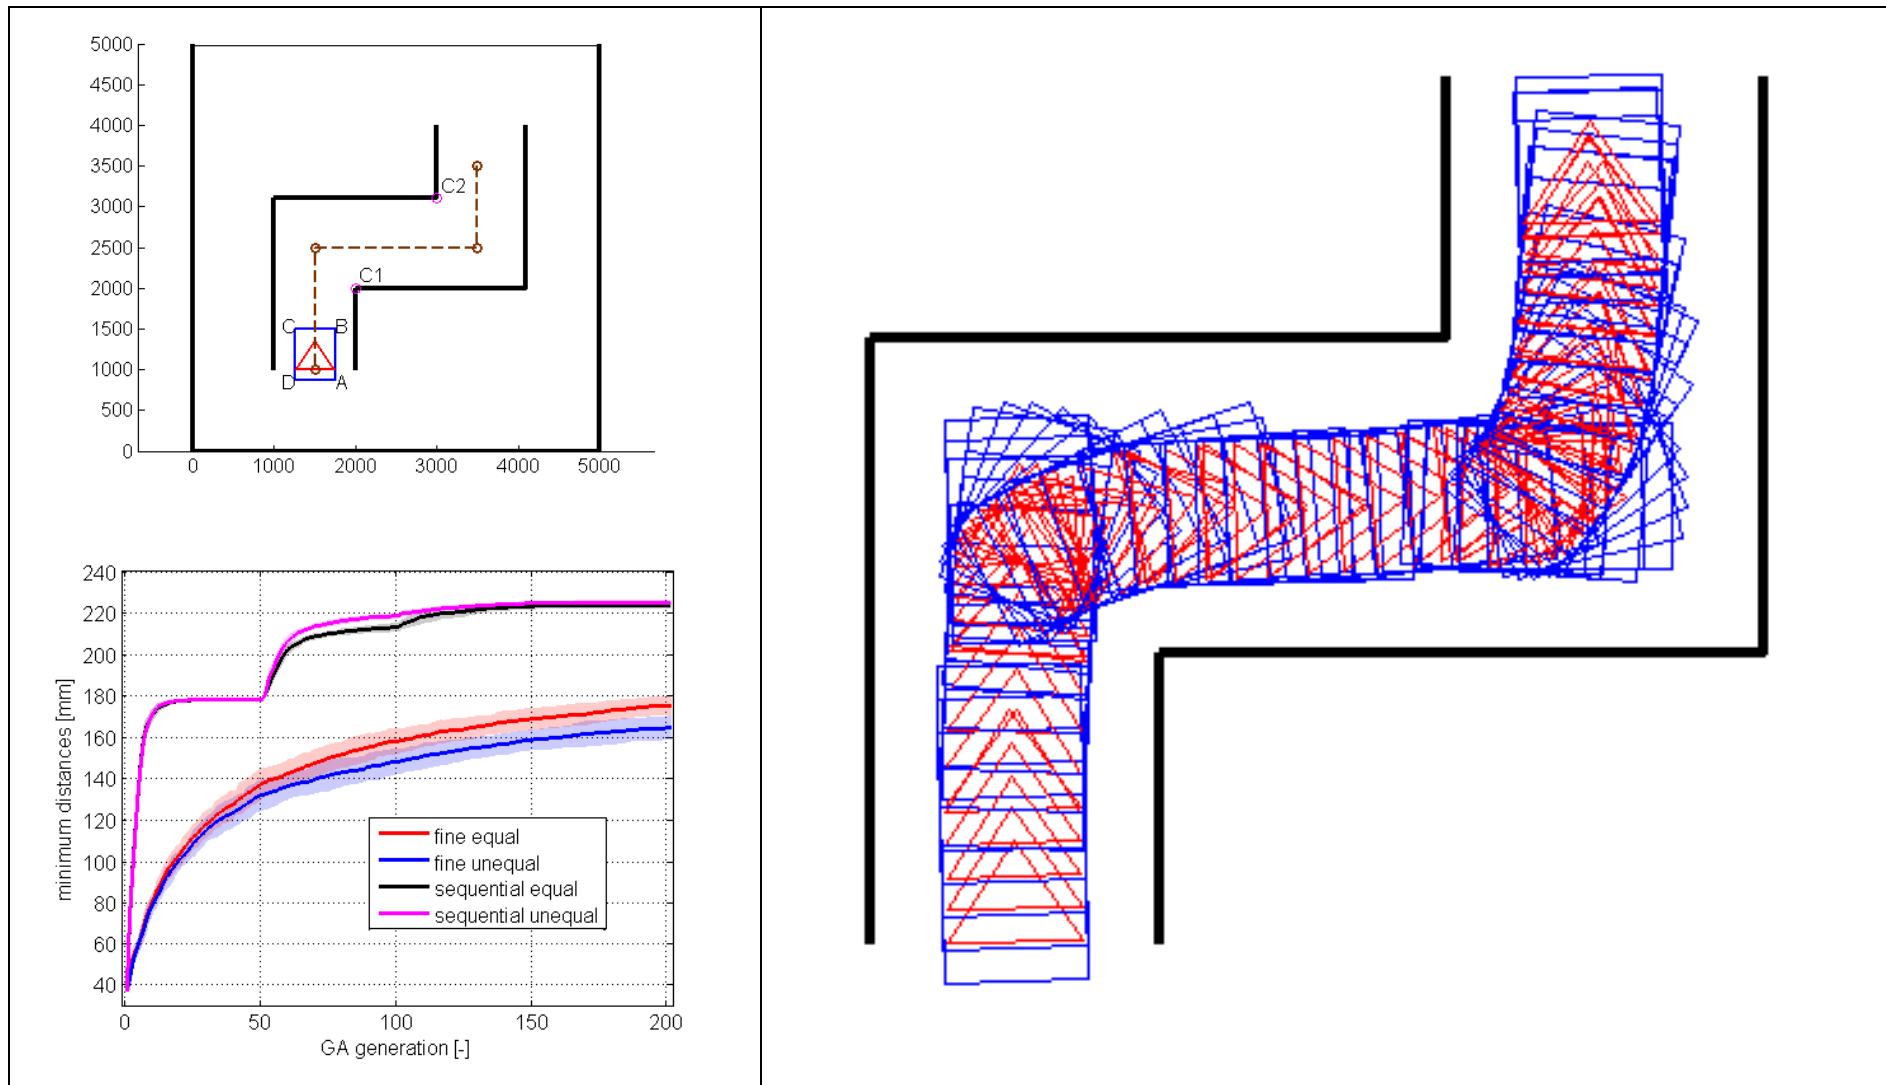 5000
4500
4000
3500
3000
2500
2000
1500
1000
500
0
C2
C1
C B
D A
0 1000 2000 3000 4000 5000
240
220
200
180
160
140
120
100
80
60
40
minimum distances [mm]
fine equal
fine unequal
sequential equal
sequential unequal
0 50 100 150 200
GA generation [-]